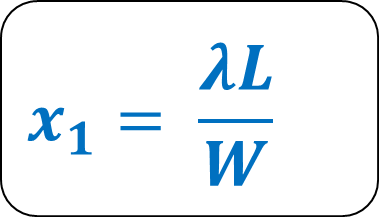 x₁ = λL / W